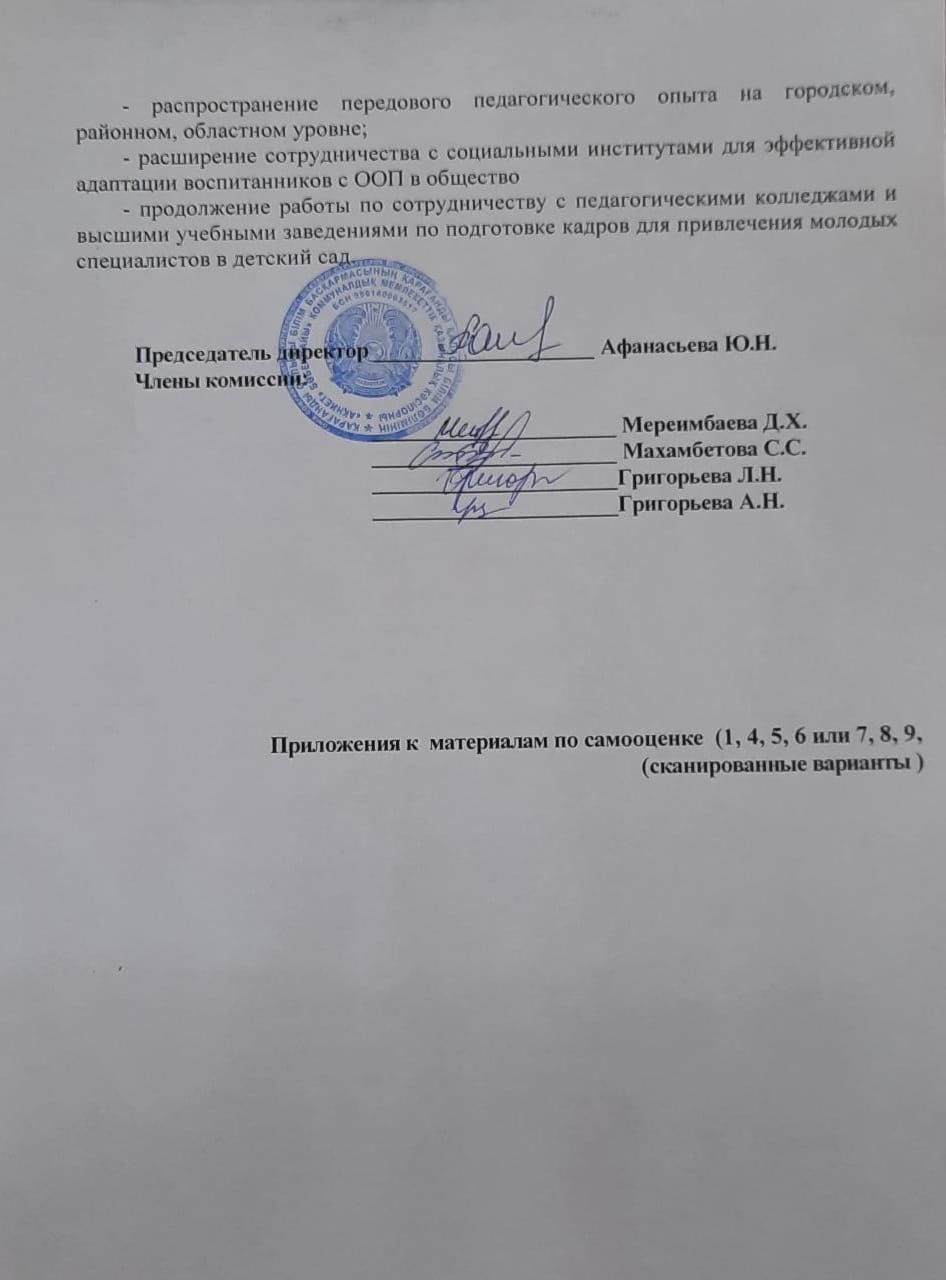 - распространение передового педагогического опыта на городском,
районном, областном уровне;
- расширение сотрудничества с социальными институтами для эффективной
адаптации воспитанников с ООП в общество
- продолжение работы по сотрудничеству с педагогическими колледжами и
высшими учебными заведениями по подготовке кадров для привлечения молодых
специалистов в детский сад.
Председатель директор Афанасьева Ю.Н.
Члены комиссии:
Мереимбаева Д.Х.
Махамбетова С.С.
Григорьева Л.Н.
Григорьева А.Н.
Приложения к материалам по самооценке (1, 4, 5, 6 или 7, 8, 9,
(сканированные варианты )